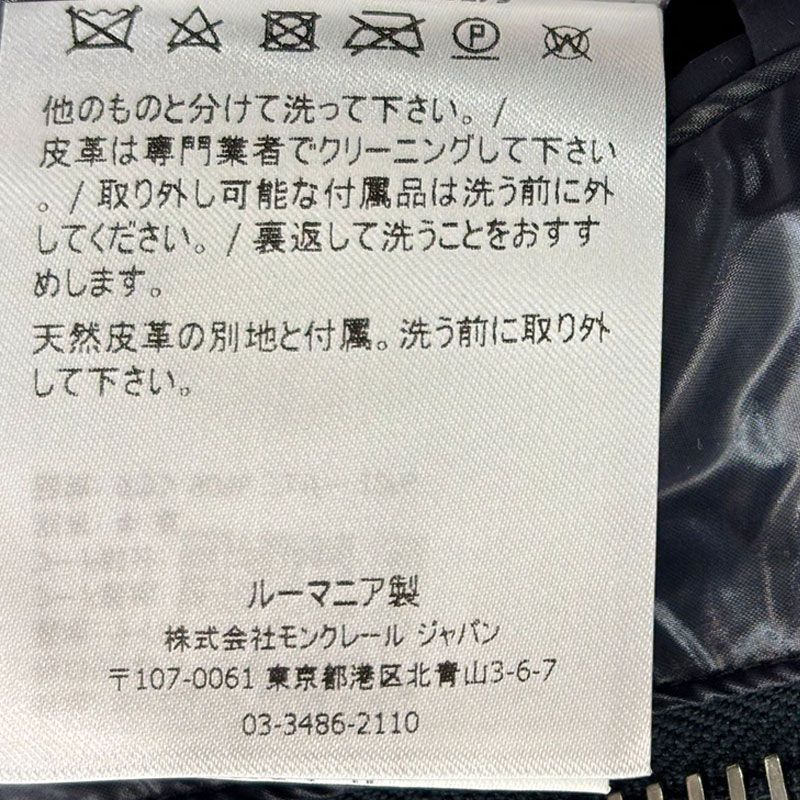 他のものと分けて洗って下さい。/
皮革は専門業者でクリーニングして下さい
。/ 取り外し可能な付属品は洗う前に外
してください。/ 裏返して洗うことをおすす
めします。
天然皮革の別地と付属。洗う前に取り外
して下さい。
ルーマニア製
株式会社モンクレール ジャパン
〒107-0061 東京都港区北青山3-6-7
03-3486-2110